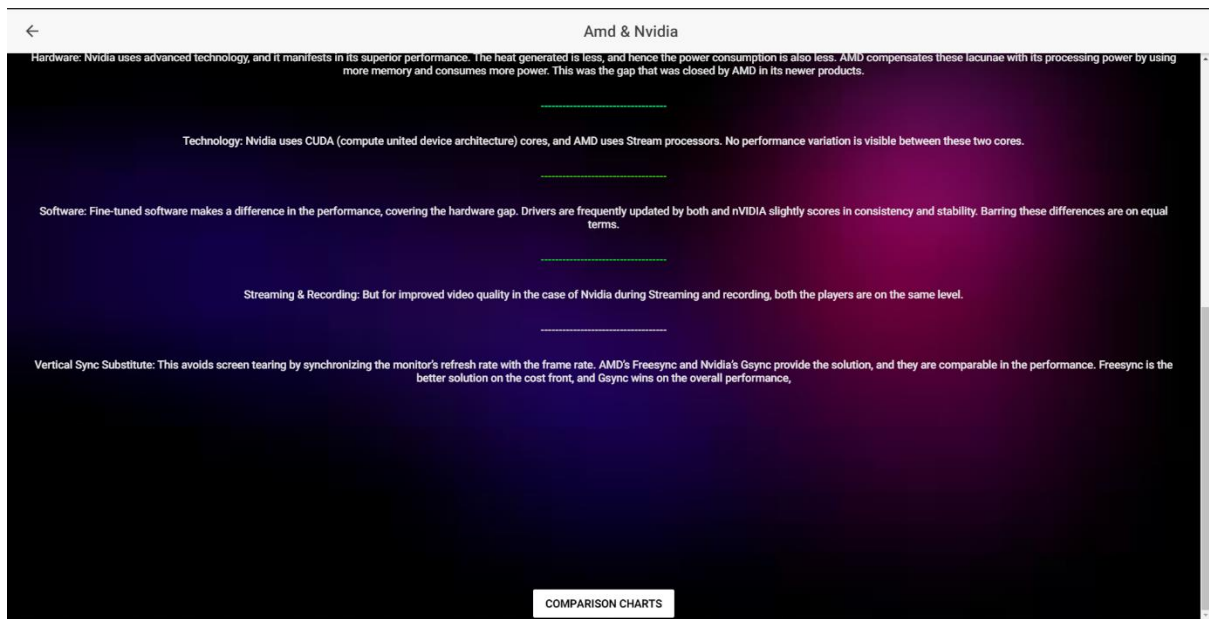 Amd & Nvidia
Hardware: Nvidia uses advanced technology, and it manifests in its superior performance. The heat generated is less, and hence the power consumption is also less. AMD compensates these lacunae with its processing power by using
more memory and consumes more power. This was the gap that was closed by AMD in its newer products.
-----------------------------------
Technology: Nvidia uses CUDA (compute united device architecture) cores, and AMD uses Stream processors. No performance variation is visible between these two cores.
-----------------------------------
Software: Fine-tuned software makes a difference in the performance, covering the hardware gap. Drivers are frequently updated by both and nVIDIA slightly scores in consistency and stability. Barring these differences are on equal
terms.
-----------------------------------
Streaming & Recording: But for improved video quality in the case of Nvidia during Streaming and recording, both the players are on the same level.
-----------------------------------
Vertical Sync Substitute: This avoids screen tearing by synchronizing the monitor's refresh rate with the frame rate. AMD's Freesync and Nvidia's Gsync provide the solution, and they are comparable in the performance. Freesync is the
better solution on the cost front, and Gsync wins on the overall performance,
COMPARISON CHARTS